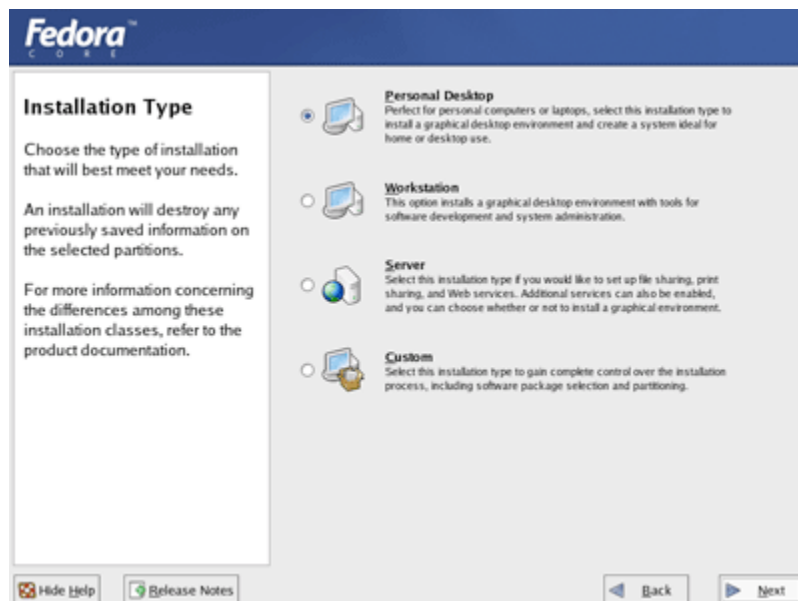 Fedora™
CORE
Installation Type
Choose the type of installation
that will best meet your needs.
An installation will destroy any
previously saved information on
the selected partitions.
For more information concerning
the differences among these
installation classes, refer to the
product documentation.
Personal Desktop
Perfect for personal computers or laptops, select this installation type to
install a graphical desktop environment and create a system ideal for
home or desktop use.
Workstation
This option installs a graphical desktop environment with tools for
software development and system administration.
Server
Select this installation type if you would like to set up file sharing, print
sharing, and Web services. Additional services can also be enabled,
and you can choose whether or not to install a graphical environment.
Custom
Select this installation type to gain complete control over the installation
process, including software package selection and partitioning.
Hide Help
Release Notes
Back
Next